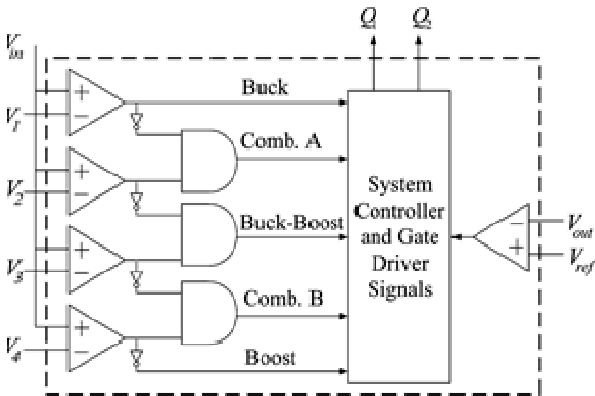 Q₁ Q₂
V_in
+
−
V₁
Buck
Comb. A
+
−
V₂
Buck-Boost
+
−
V₃
Comb. B
+
−
V₄
Boost
System
Controller
and Gate
Driver
Signals
−
+
V_out
V_ref